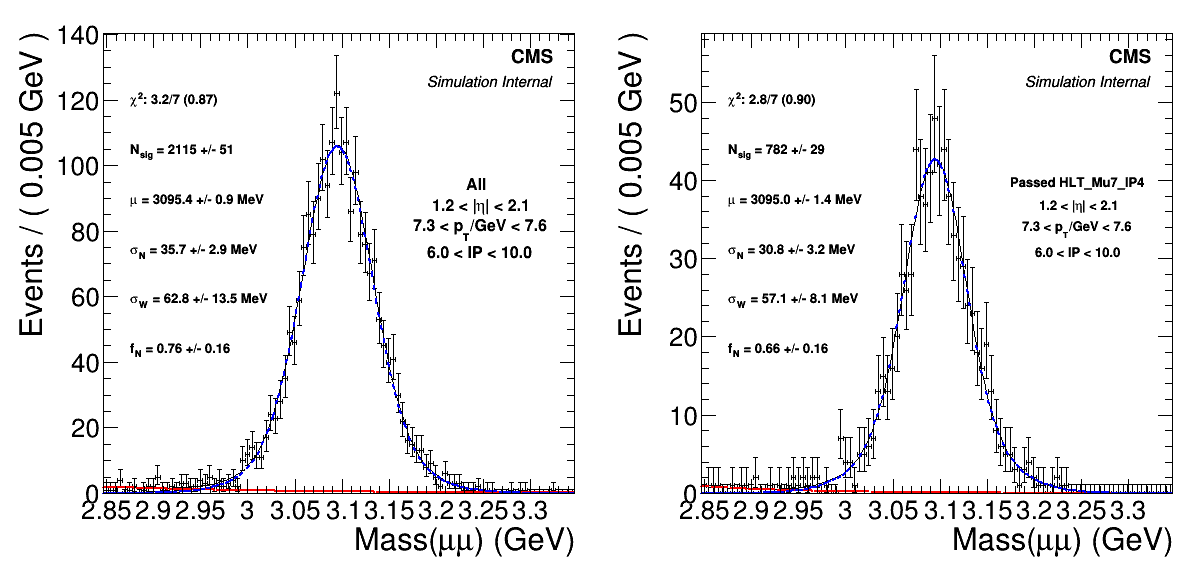 Events / ( 0.005 GeV )
140
120
100
80
60
40
20
0
CMS
Simulation Internal
χ²: 3.2/7 (0.87)
N_sig = 2115 +/- 51
μ = 3095.4 +/- 0.9 MeV
σ_N = 35.7 +/- 2.9 MeV
σ_W = 62.8 +/- 13.5 MeV
f_N = 0.76 +/- 0.16
All
1.2 < |η| < 2.1
7.3 < p_T/GeV < 7.6
6.0 < IP < 10.0
2.85 2.9 2.95 3 3.05 3.1 3.15 3.2 3.25 3.3
Mass(μμ) (GeV)
Events / ( 0.005 GeV )
50
40
30
20
10
0
CMS
Simulation Internal
χ²: 2.8/7 (0.90)
N_sig = 782 +/- 29
μ = 3095.0 +/- 1.4 MeV
σ_N = 30.8 +/- 3.2 MeV
σ_W = 57.1 +/- 8.1 MeV
f_N = 0.66 +/- 0.16
Passed HLT_Mu7_IP4
1.2 < |η| < 2.1
7.3 < p_T/GeV < 7.6
6.0 < IP < 10.0
2.85 2.9 2.95 3 3.05 3.1 3.15 3.2 3.25 3.3
Mass(μμ) (GeV)